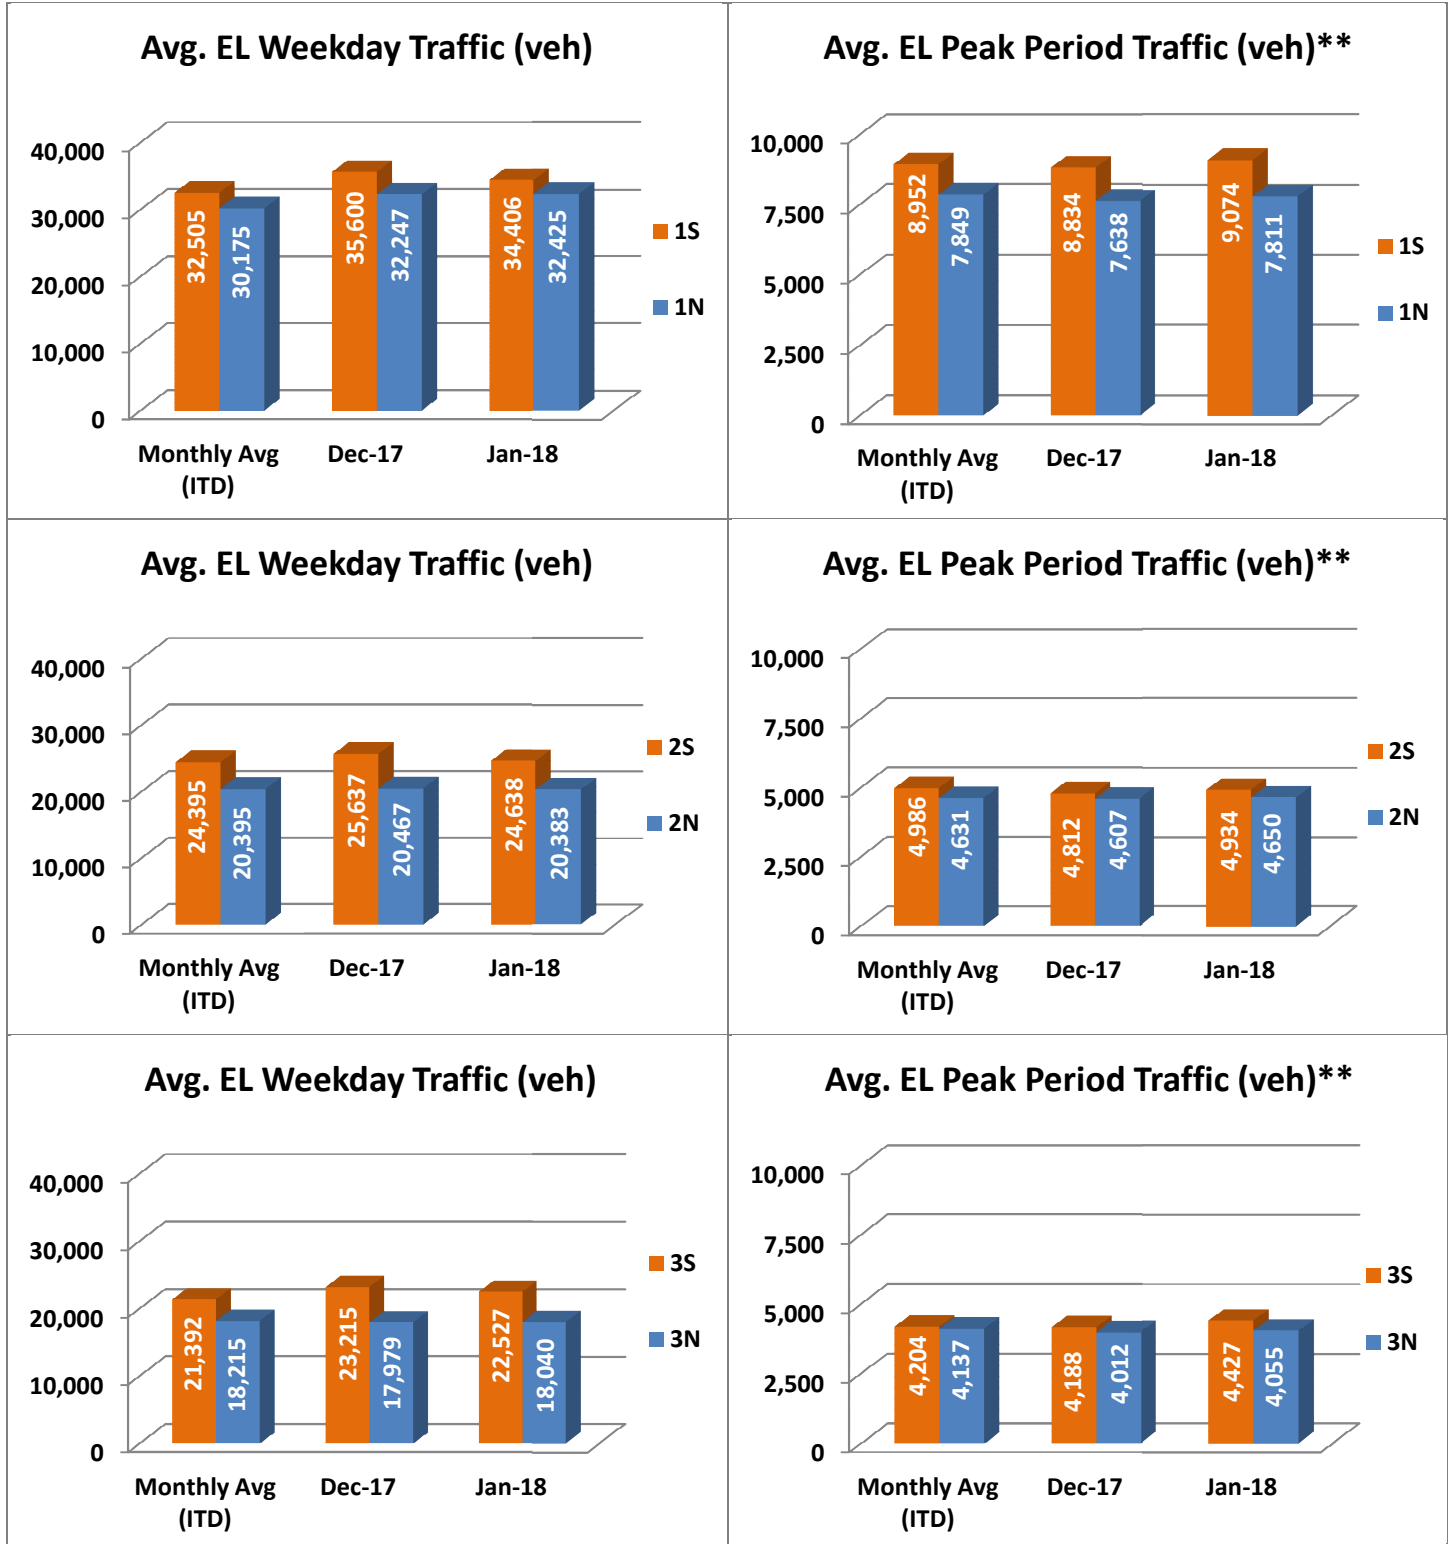 Avg. EL Weekday Traffic (veh)
40,000
30,000
20,000
10,000
0
32,505
30,175
35,600
32,247
34,406
32,425
1S
1N
Monthly Avg
(ITD)
Dec-17
Jan-18
Avg. EL Peak Period Traffic (veh)**
10,000
7,500
5,000
2,500
0
8,952
7,849
8,834
7,638
9,074
7,811
1S
1N
Monthly Avg
(ITD)
Dec-17
Jan-18
Avg. EL Weekday Traffic (veh)
40,000
30,000
20,000
10,000
0
24,395
20,395
25,637
20,467
24,638
20,383
2S
2N
Monthly Avg
(ITD)
Dec-17
Jan-18
Avg. EL Peak Period Traffic (veh)**
10,000
7,500
5,000
2,500
0
4,986
4,631
4,812
4,607
4,934
4,650
2S
2N
Monthly Avg
(ITD)
Dec-17
Jan-18
Avg. EL Weekday Traffic (veh)
40,000
30,000
20,000
10,000
0
21,392
18,215
23,215
17,979
22,527
18,040
3S
3N
Monthly Avg
(ITD)
Dec-17
Jan-18
Avg. EL Peak Period Traffic (veh)**
10,000
7,500
5,000
2,500
0
4,204
4,137
4,188
4,012
4,427
4,055
3S
3N
Monthly Avg
(ITD)
Dec-17
Jan-18